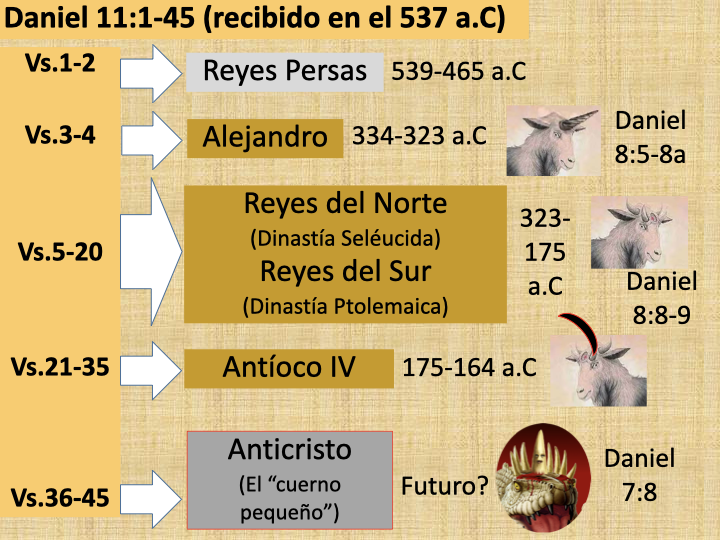 Daniel 11:1-45 (recibido en el 537 a.C)
Vs.1-2
Reyes Persas
539-465 a.C
Vs.3-4
Alejandro
334-323 a.C
Daniel
8:5-8a
Vs.5-20
Reyes del Norte
(Dinastía Seléucida)
Reyes del Sur
(Dinastía Ptolemaica)
323-
175
a.C
Daniel
8:8-9
Vs.21-35
Antíoco IV
175-164 a.C
Vs.36-45
Anticristo
(El “cuerno
pequeño”)
Futuro?
Daniel
7:8